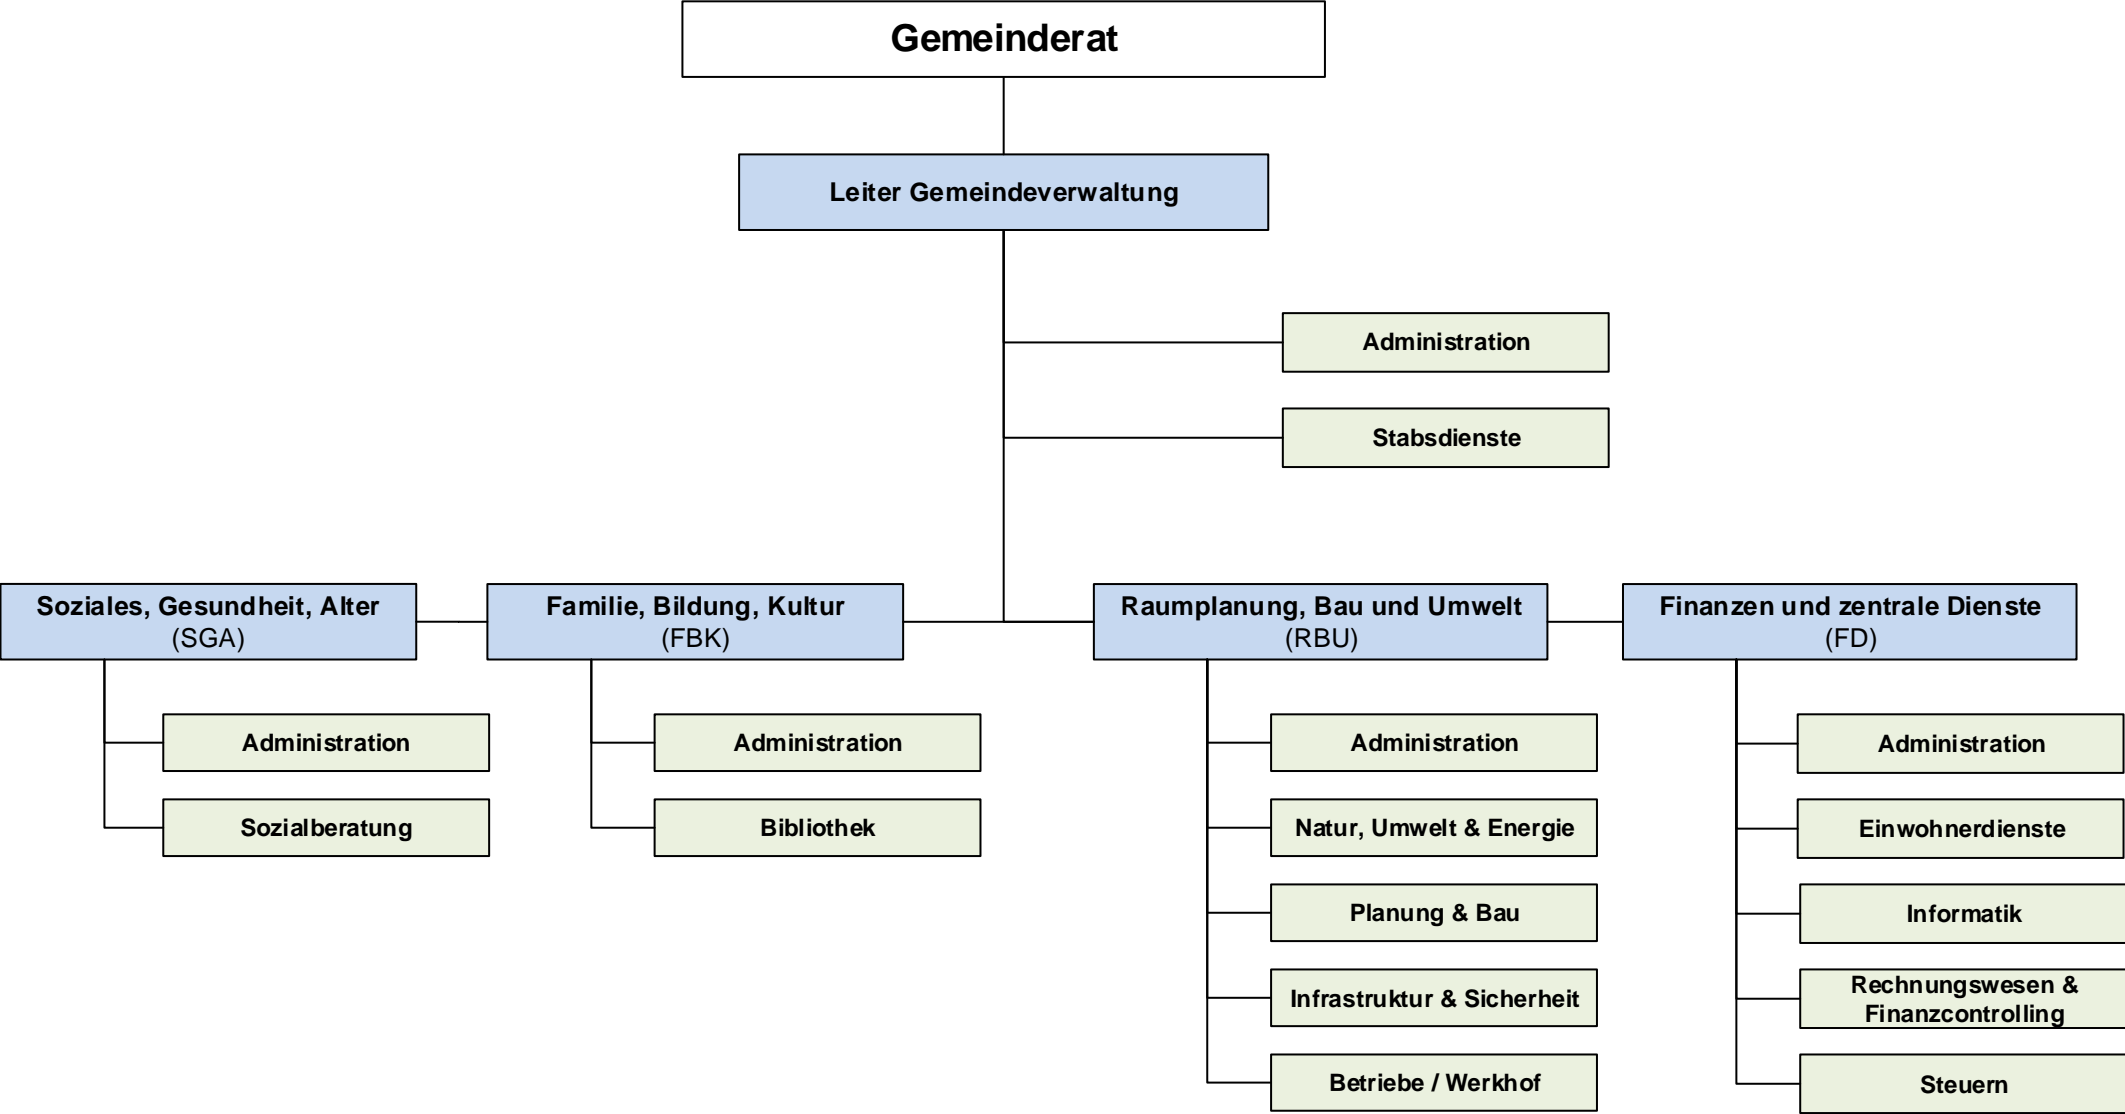 Gemeinderat
Leiter Gemeindeverwaltung
Administration
Stabsdienste
Soziales, Gesundheit, Alter
(SGA)
Administration
Sozialberatung
Familie, Bildung, Kultur
(FBK)
Administration
Bibliothek
Raumplanung, Bau und Umwelt
(RBU)
Administration
Natur, Umwelt & Energie
Planung & Bau
Infrastruktur & Sicherheit
Betriebe / Werkhof
Finanzen und zentrale Dienste
(FD)
Administration
Einwohnerdienste
Informatik
Rechnungswesen &
Finanzcontrolling
Steuern